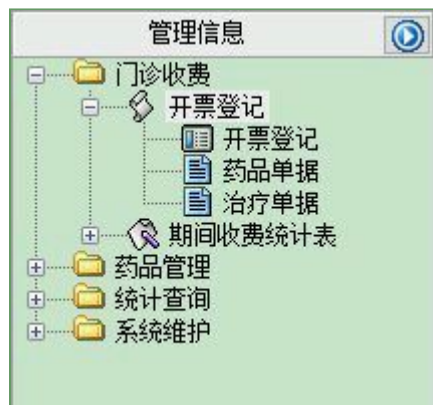 管理信息
门诊收费
开票登记
开票登记
药品单据
治疗单据
期间收费统计表
药品管理
统计查询
系统维护